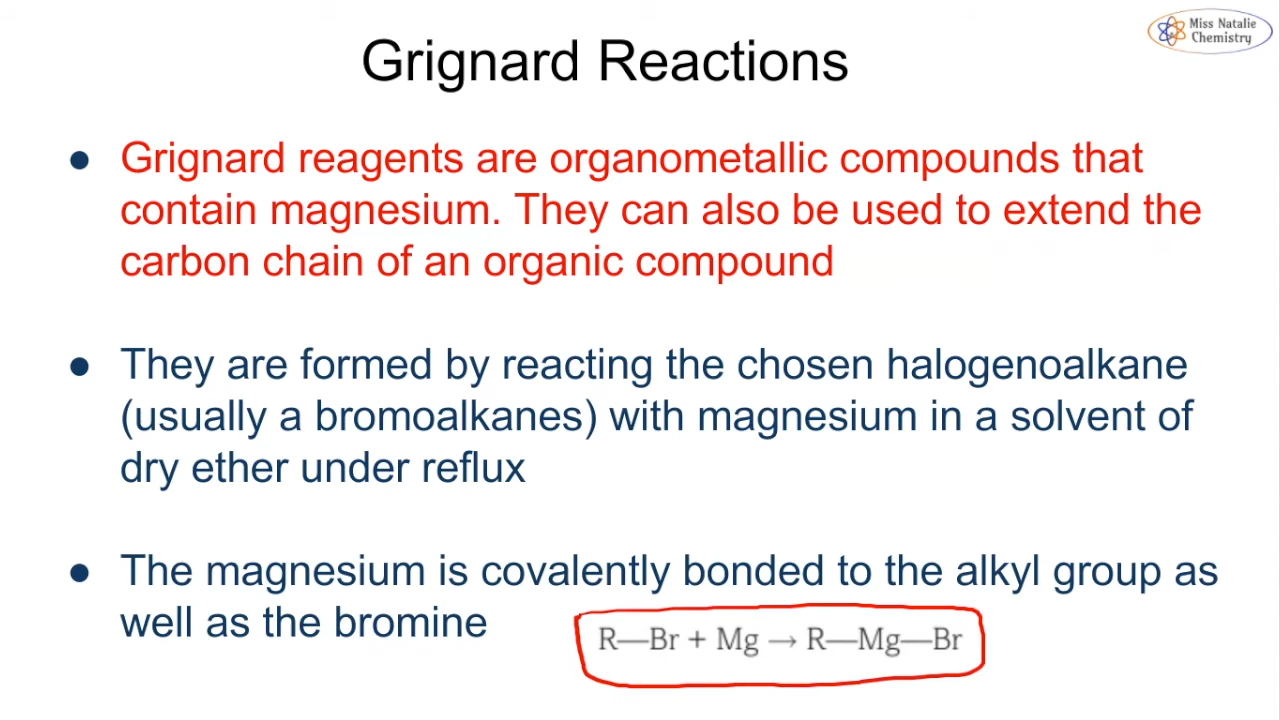 Miss Natalie
Chemistry
Grignard Reactions
● Grignard reagents are organometallic compounds that
contain magnesium. They can also be used to extend the
carbon chain of an organic compound
● They are formed by reacting the chosen halogenoalkane
(usually a bromoalkanes) with magnesium in a solvent of
dry ether under reflux
● The magnesium is covalently bonded to the alkyl group as
well as the bromine
R—Br + Mg → R—Mg—Br